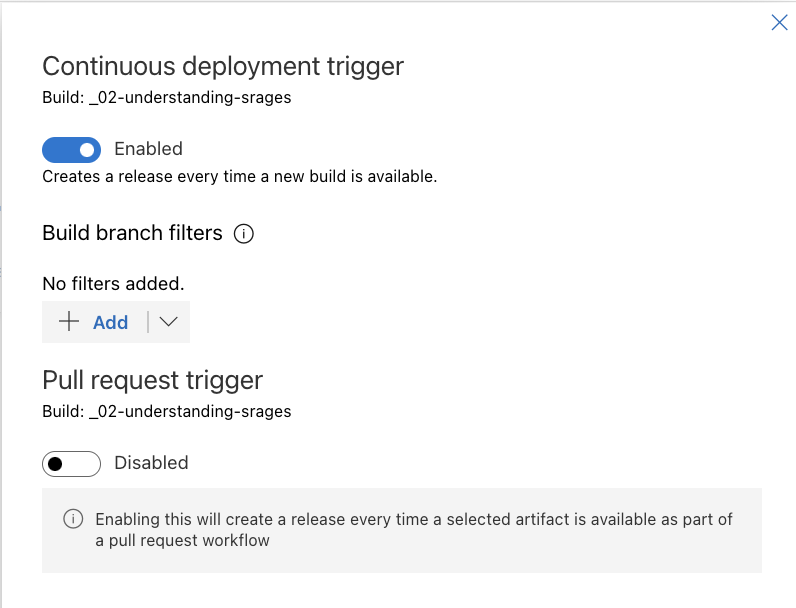 Continuous deployment trigger
Build: _02-understanding-srages
Enabled
Creates a release every time a new build is available.
Build branch filters
No filters added.
Add
Pull request trigger
Build: _02-understanding-srages
Disabled
Enabling this will create a release every time a selected artifact is available as part of
a pull request workflow